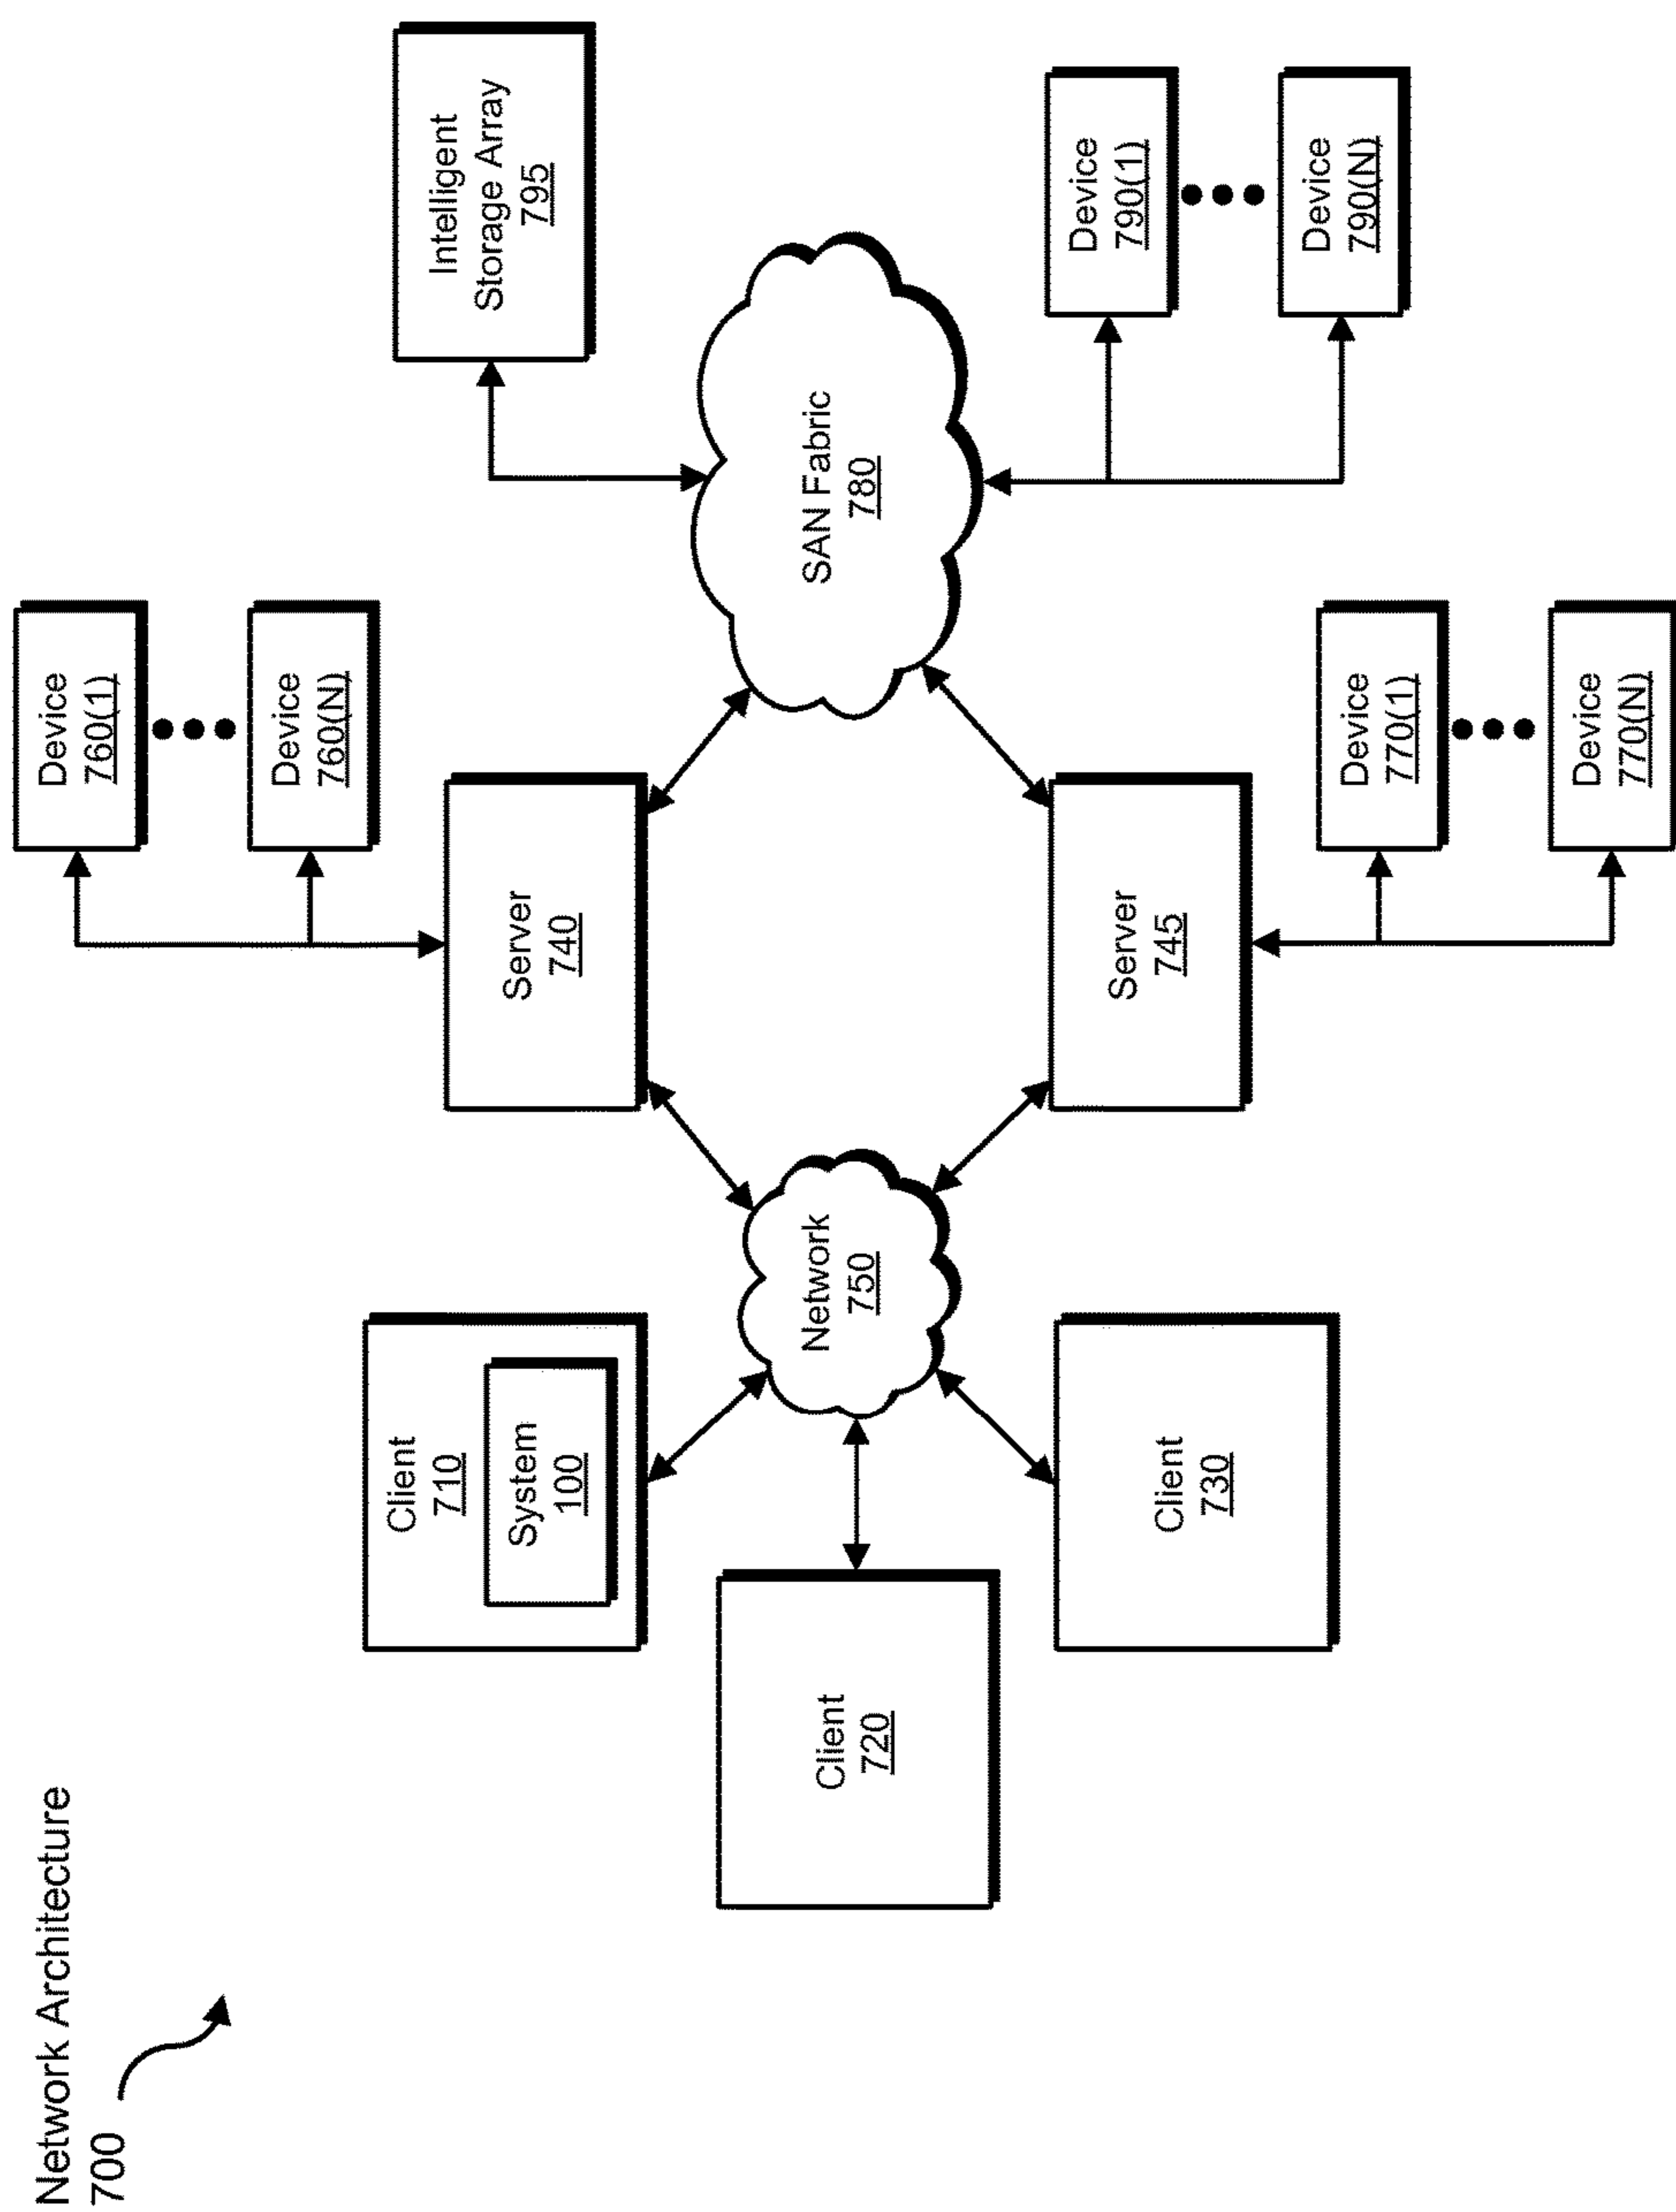 Network Architecture
700
Client
710
System
100
Client
720
Client
730
Network
750
Server
740
Server
745
Device
760(1)
Device
760(N)
Device
770(1)
Device
770(N)
SAN Fabric
780
Intelligent
Storage Array
795
Device
790(1)
Device
790(N)